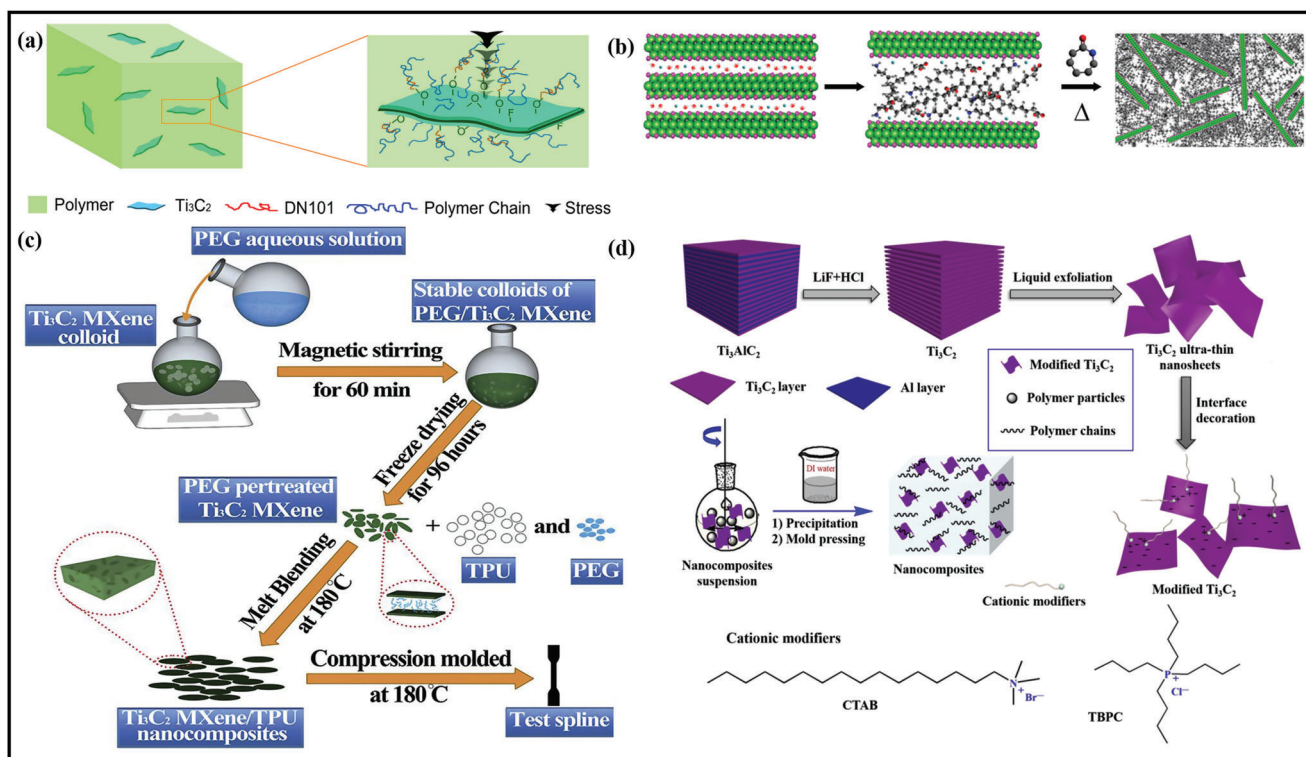 (a)
O
O
O
O
F
O
O
F
F
Polymer
Ti₃C₂
DN101
Polymer Chain
Stress
(b)
Δ
(c)
PEG aqueous solution
Ti₃C₂ MXene
colloid
Stable colloids of
PEG/Ti₃C₂ MXene
Magnetic stirring
for 60 min
Freeze drying
for 96 hours
PEG pertreated
Ti₃C₂ MXene
+
and
TPU
PEG
Melt Blending
at 180℃
Compression molded
at 180℃
Ti₃C₂ MXene/TPU
nanocomposites
Test spline
(d)
LiF+HCl
Liquid exfoliation
Ti₃AlC₂
Ti₃C₂
Ti₃C₂ ultra-thin
nanosheets
Ti₃C₂ layer
Al layer
Modified Ti₃C₂
Polymer particles
Polymer chains
Interface
decoration
DI water
1) Precipitation
2) Mold pressing
Nanocomposites
suspension
Nanocomposites
Modified Ti₃C₂
Cationic modifiers
Cationic modifiers
N
+
Br—
CTAB
P
+
Cl—
TBPC